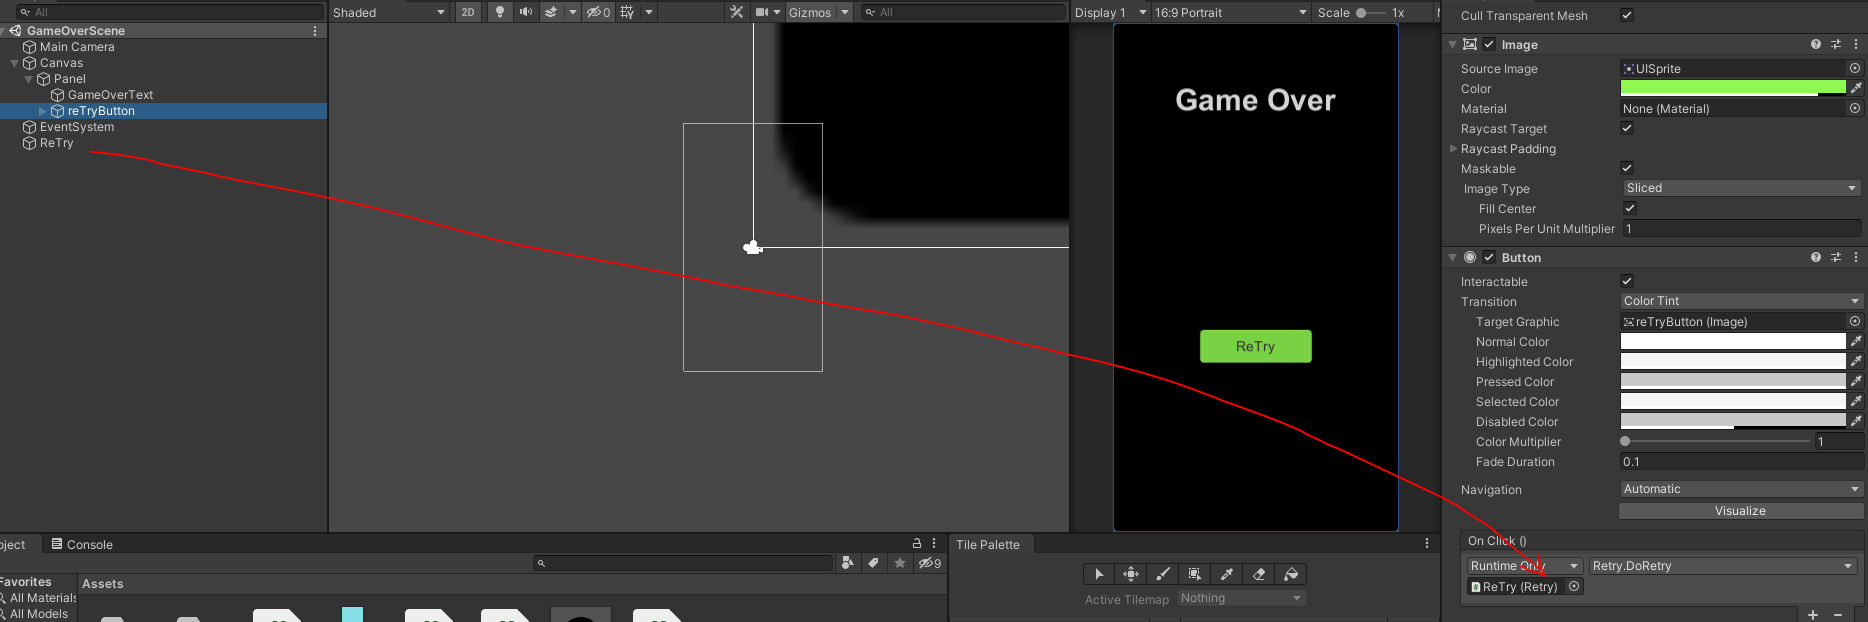 All
GameOverScene
Main Camera
Canvas
Panel
GameOverText
reTryButton
EventSystem
ReTry
Shaded
2D
0
Gizmos
All
Display 1
16:9 Portrait
Scale
1x
Game Over
ReTry
Cull Transparent Mesh
Image
Source Image
UISprite
Color
Material
None (Material)
Raycast Target
Raycast Padding
Maskable
Image Type
Sliced
Fill Center
Pixels Per Unit Multiplier
1
Button
Interactable
Transition
Color Tint
Target Graphic
reTryButton (Image)
Normal Color
Highlighted Color
Pressed Color
Selected Color
Disabled Color
Color Multiplier
1
Fade Duration
0.1
Navigation
Automatic
Visualize
On Click ()
Runtime Only
Retry.DoRetry
ReTry (Retry)
oject
Console
9
Favorites
All Materials
All Models
Assets
Tile Palette
Active Tilemap
Nothing